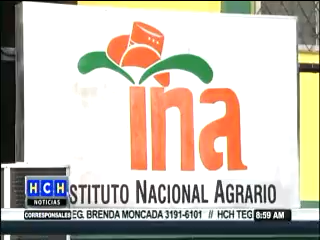 ina
STITUTO NACIONAL AGRARIO
HCH
NOTICIAS
CORRESPONSALES EG. BRENDA MONCADA 3191-6101 // HCH TEG 8:59 AM